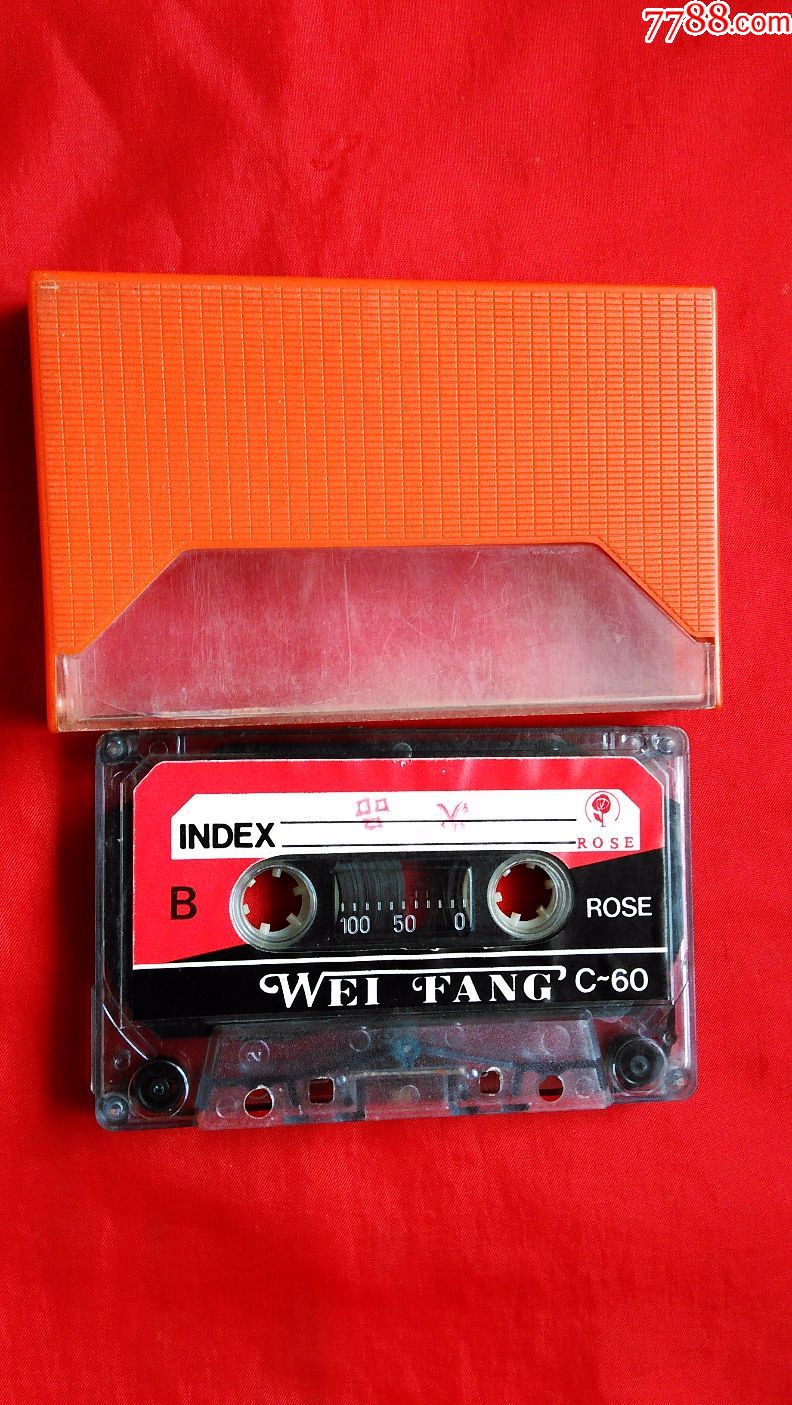 7788.com
INDEX
ROSE
B
100 50 0
ROSE
WEI FANG C~60